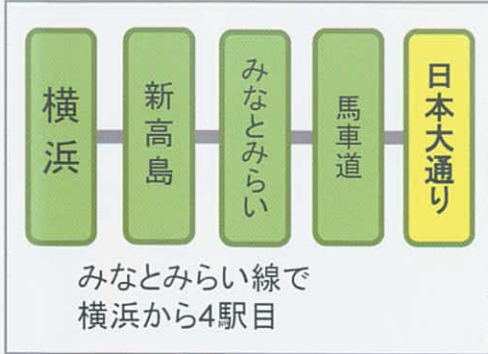 横浜
新高島
みなとみらい
馬車道
日本大通り
みなとみらい線で
横浜から4駅目